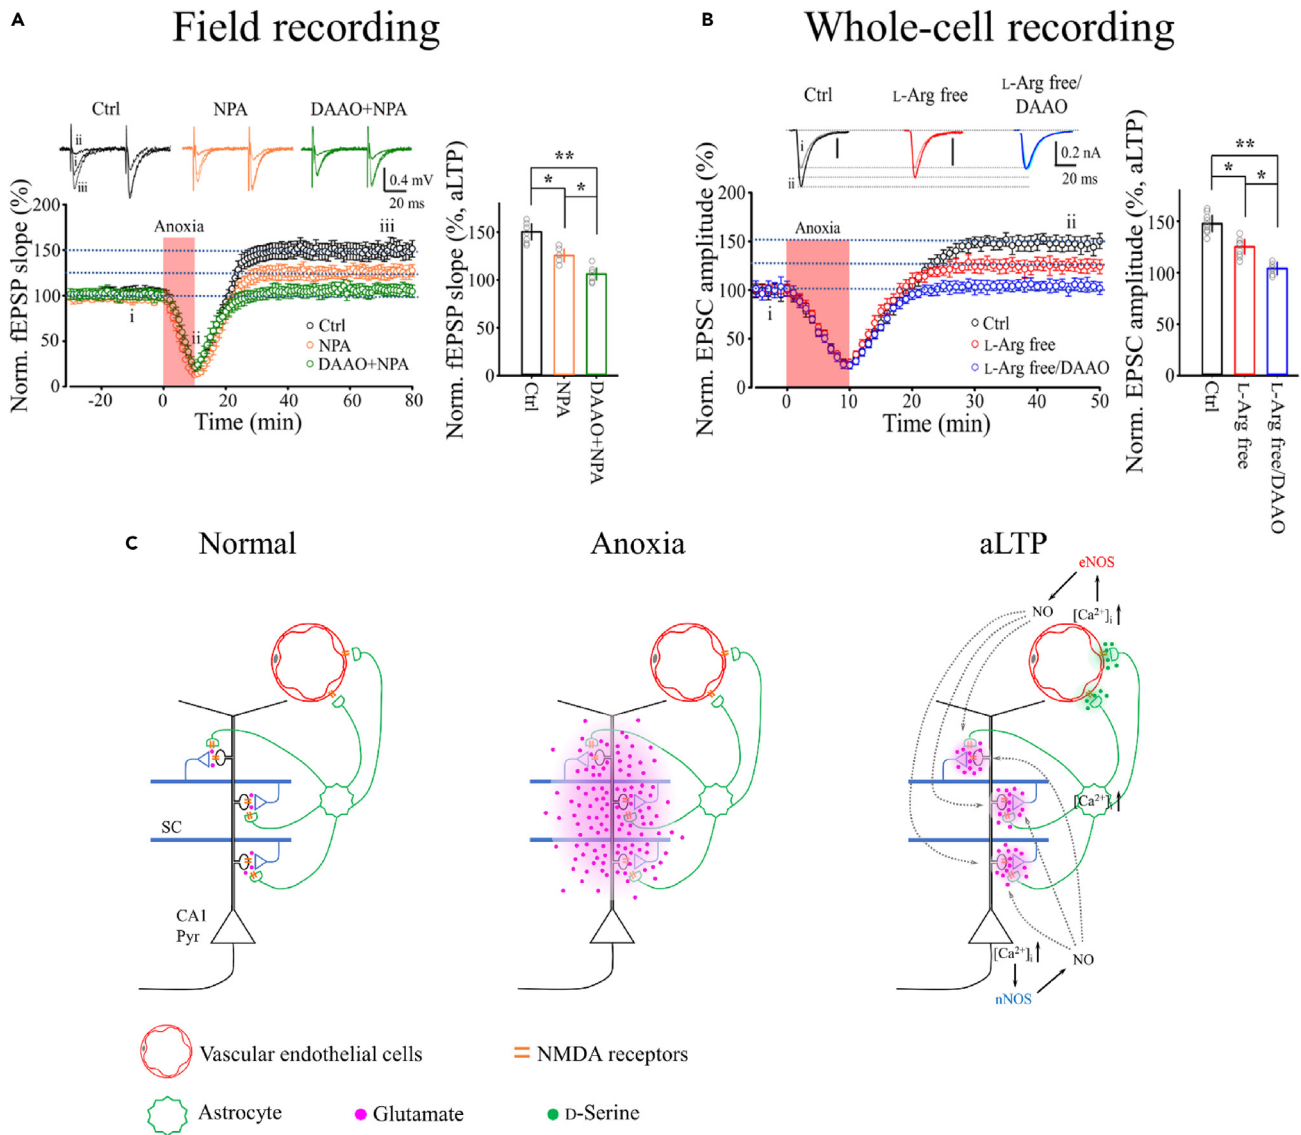 A
Field recording
Ctrl
NPA
DAAO+NPA
ii
i
iii
0.4 mV
20 ms
Norm. fEPSP slope (%)
200
150
100
50
0
Anoxia
iii
i
ii
Ctrl
NPA
DAAO+NPA
-20 0 20 40 60 80
Time (min)
Norm. fEPSP slope (%, aLTP)
150
100
50
0
**
*
*
Ctrl
NPA
DAAO+NPA
B
Whole-cell recording
Ctrl
L-Arg free
L-Arg free/
DAAO
i
ii
0.2 nA
20 ms
Norm. EPSC amplitude (%)
200
150
100
50
0
Anoxia
ii
i
Ctrl
L-Arg free
L-Arg free/DAAO
0 10 20 30 40 50
Time (min)
Norm. EPSC amplitude (%, aLTP)
150
100
50
0
**
*
*
Ctrl
L-Arg free
L-Arg free/DAAO
C
Normal
Anoxia
aLTP
SC
CA1
Pyr
eNOS
NO
[Ca²⁺]ᵢ
[Ca²⁺]ᵢ
[Ca²⁺]ᵢ
NO
nNOS
Vascular endothelial cells
NMDA receptors
Astrocyte
Glutamate
D-Serine